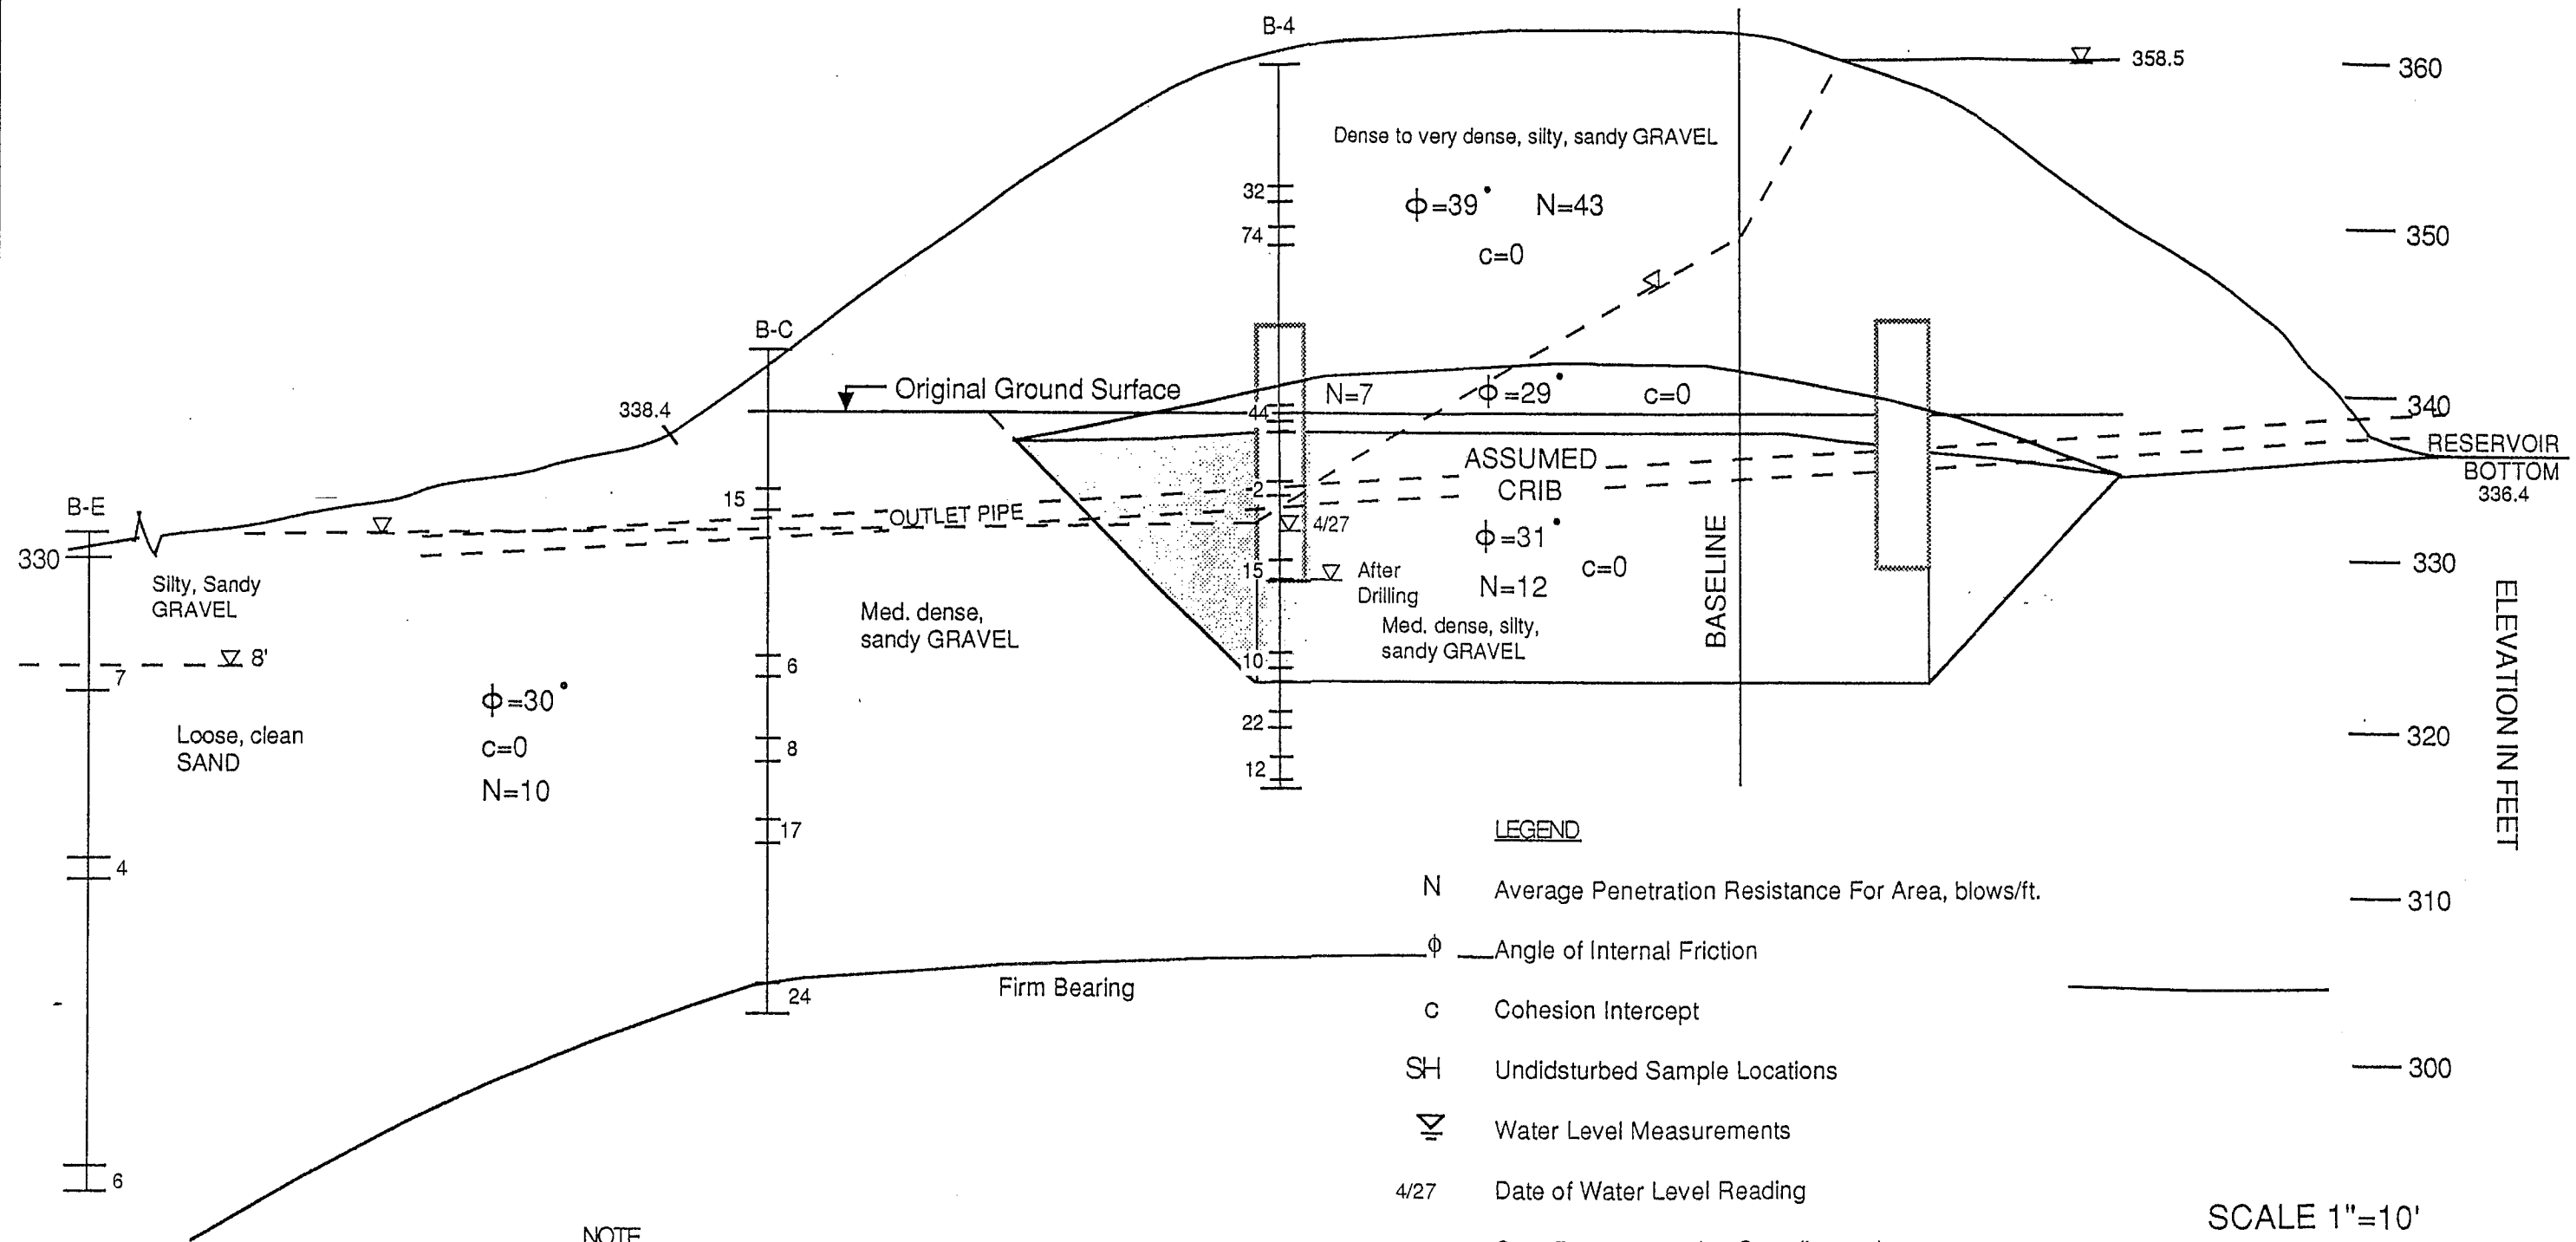 B-4
358.5
360
Dense to very dense, silty, sandy GRAVEL
32
ϕ=39° N=43
74
350
c=0
B-C
Original Ground Surface
338.4
44
N=7 ϕ=29° c=0
340
RESERVOIR
BOTTOM
336.4
ASSUMED
CRIB
2
15
B-E
OUTLET PIPE
4/27
ϕ=31°
c=0
N=12
BASELINE
330
330
15
After
Drilling
Silty, Sandy
GRAVEL
Med. dense,
sandy GRAVEL
Med. dense, silty,
sandy GRAVEL
ELEVATION IN FEET
8'
7
6
10
ϕ=30°
c=0
N=10
Loose, clean
SAND
22
8
12
320
17
LEGEND
4
N Average Penetration Resistance For Area, blows/ft.
310
ϕ Angle of Internal Friction
Firm Bearing
24
c Cohesion Intercept
SH Undidsturbed Sample Locations
300
Water Level Measurements
6
4/27 Date of Water Level Reading
SCALE 1"=10'
NOTE